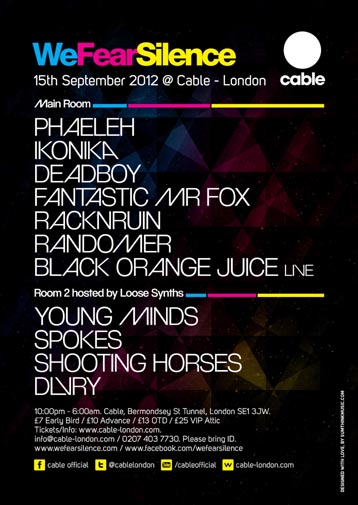 WeFearSilence
15th September 2012 @ Cable - London
cable
Main Room
PHAELEH
IKONIKA
DEADBOY
FANTASTIC MR FOX
RACKNRUIN
RANDOMER
BLACK ORANGE JUICE LIVE
Room 2 hosted by Loose Synths
YOUNG MINDS
SPOKES
SHOOTING HORSES
DIVRY
10:00pm - 6:00am. Cable, Bermondsey St Tunnel, London SE1 3JW.
£7 Early Bird / £10 Advance / £13 OTD / £25 VIP Attic
Tickets/Info: www.cable-london.com.
info@cable-london.com / 0207 403 7730. Please bring ID.
www.wefearsilence.com / www.facebook.com/wefearsilence
f cable official t @cablelondon You Tube /cableofficial w cable-london.com
DESIGNED WITH LOVE, BY SUMTHINKMUSIC.COM